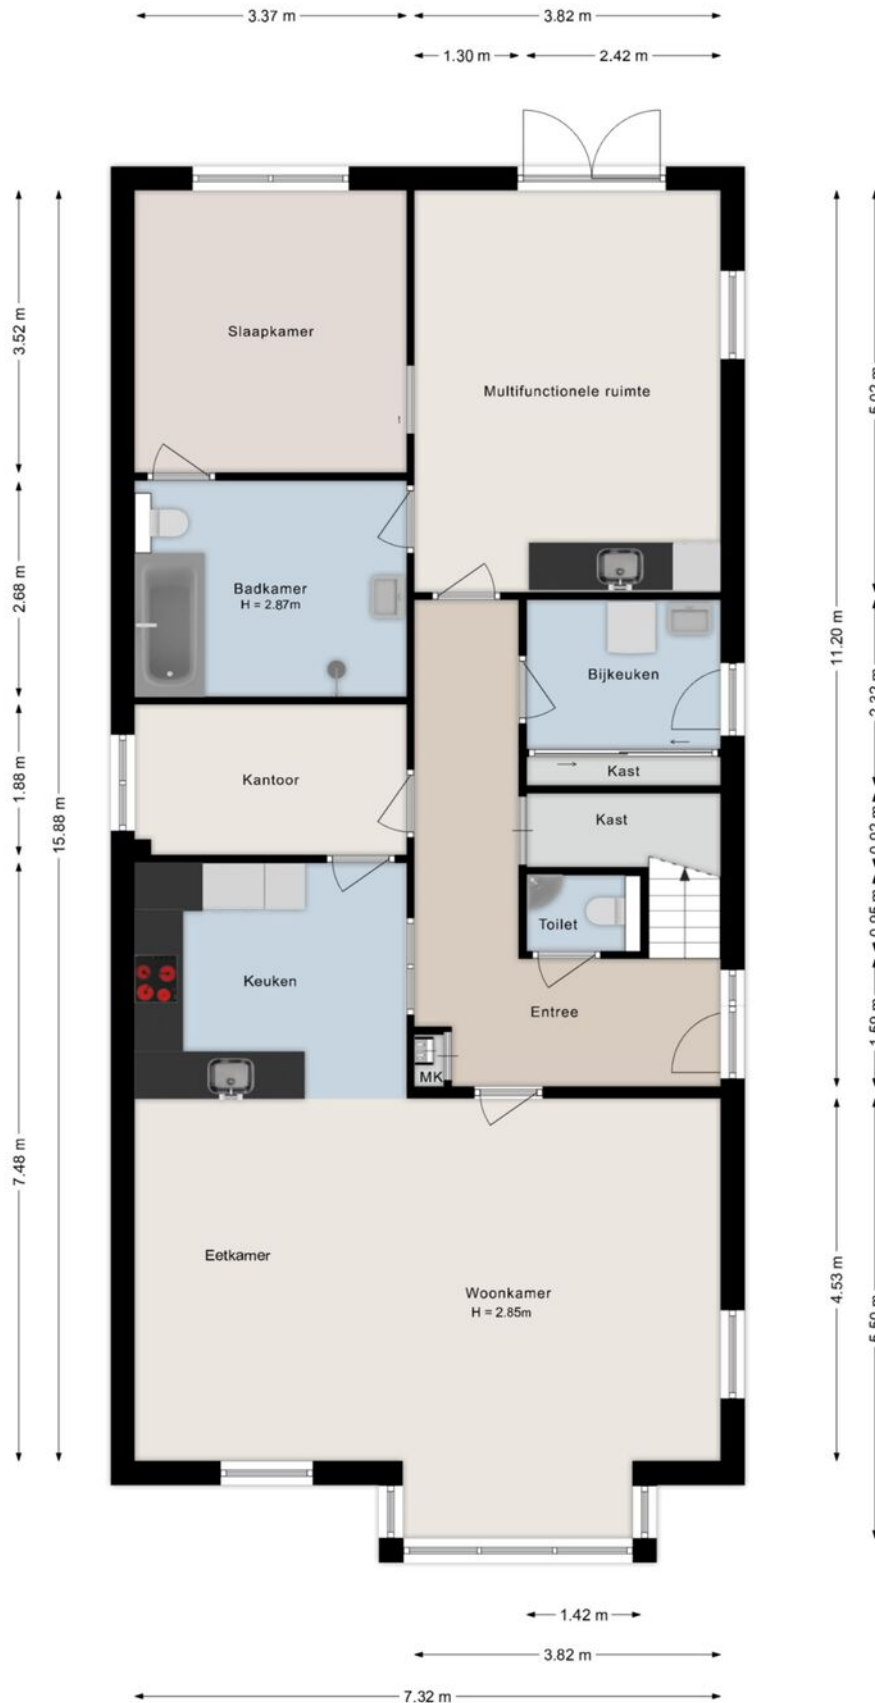 3.37 m
3.82 m
1.30 m
2.42 m
3.52 m
Slaapkamer
Multifunctionele ruimte
2.68 m
Badkamer
H = 2.87m
11.20 m
Bijkeuken
Kast
1.88 m
Kantoor
15.88 m
Kast
Toilet
Keuken
Entree
MK
7.48 m
Eetkamer
Woonkamer
H = 2.85m
4.53 m
1.42 m
3.82 m
7.32 m